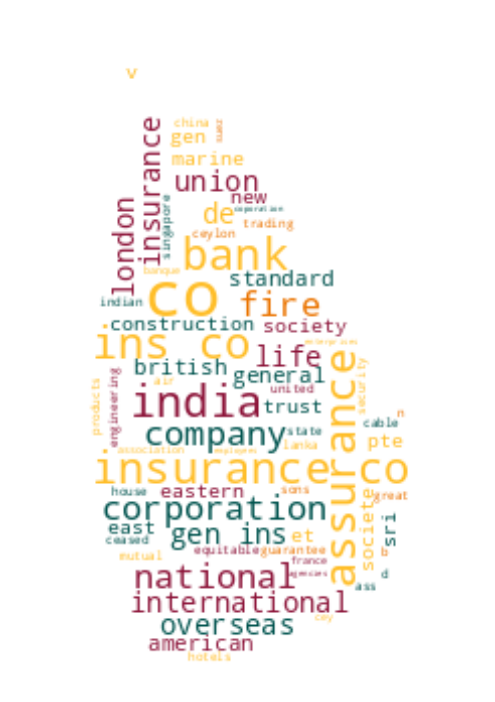 v
china
gen
suez
insurance
marine
union
new
london
singapore
de
corporation
trading
ceylon
bank
banque
standard
indian
co
fire
construction
society
enterprises
ins co
life
british
general
air
united
security
products
engineering
india
trust
assurance
n
cable
company
state
lanka
pte
association
employees
insurance co
house
eastern
sons
great
corporation
societe
sri
east
gen ins
et
ceased
equitable
guarantee
mutual
france
national
agencies
d
ass
international
cey
overseas
american
hotels